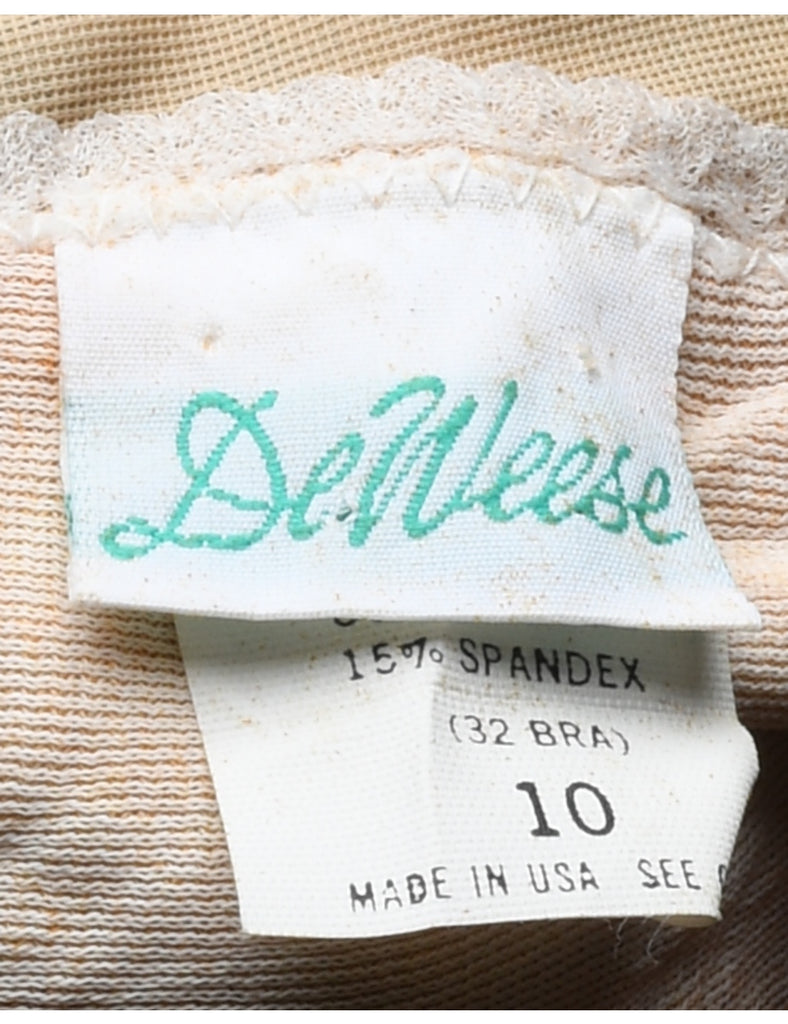 DeWeese
15% SPANDEX
(32 BRA)
10
MADE IN USA SEE